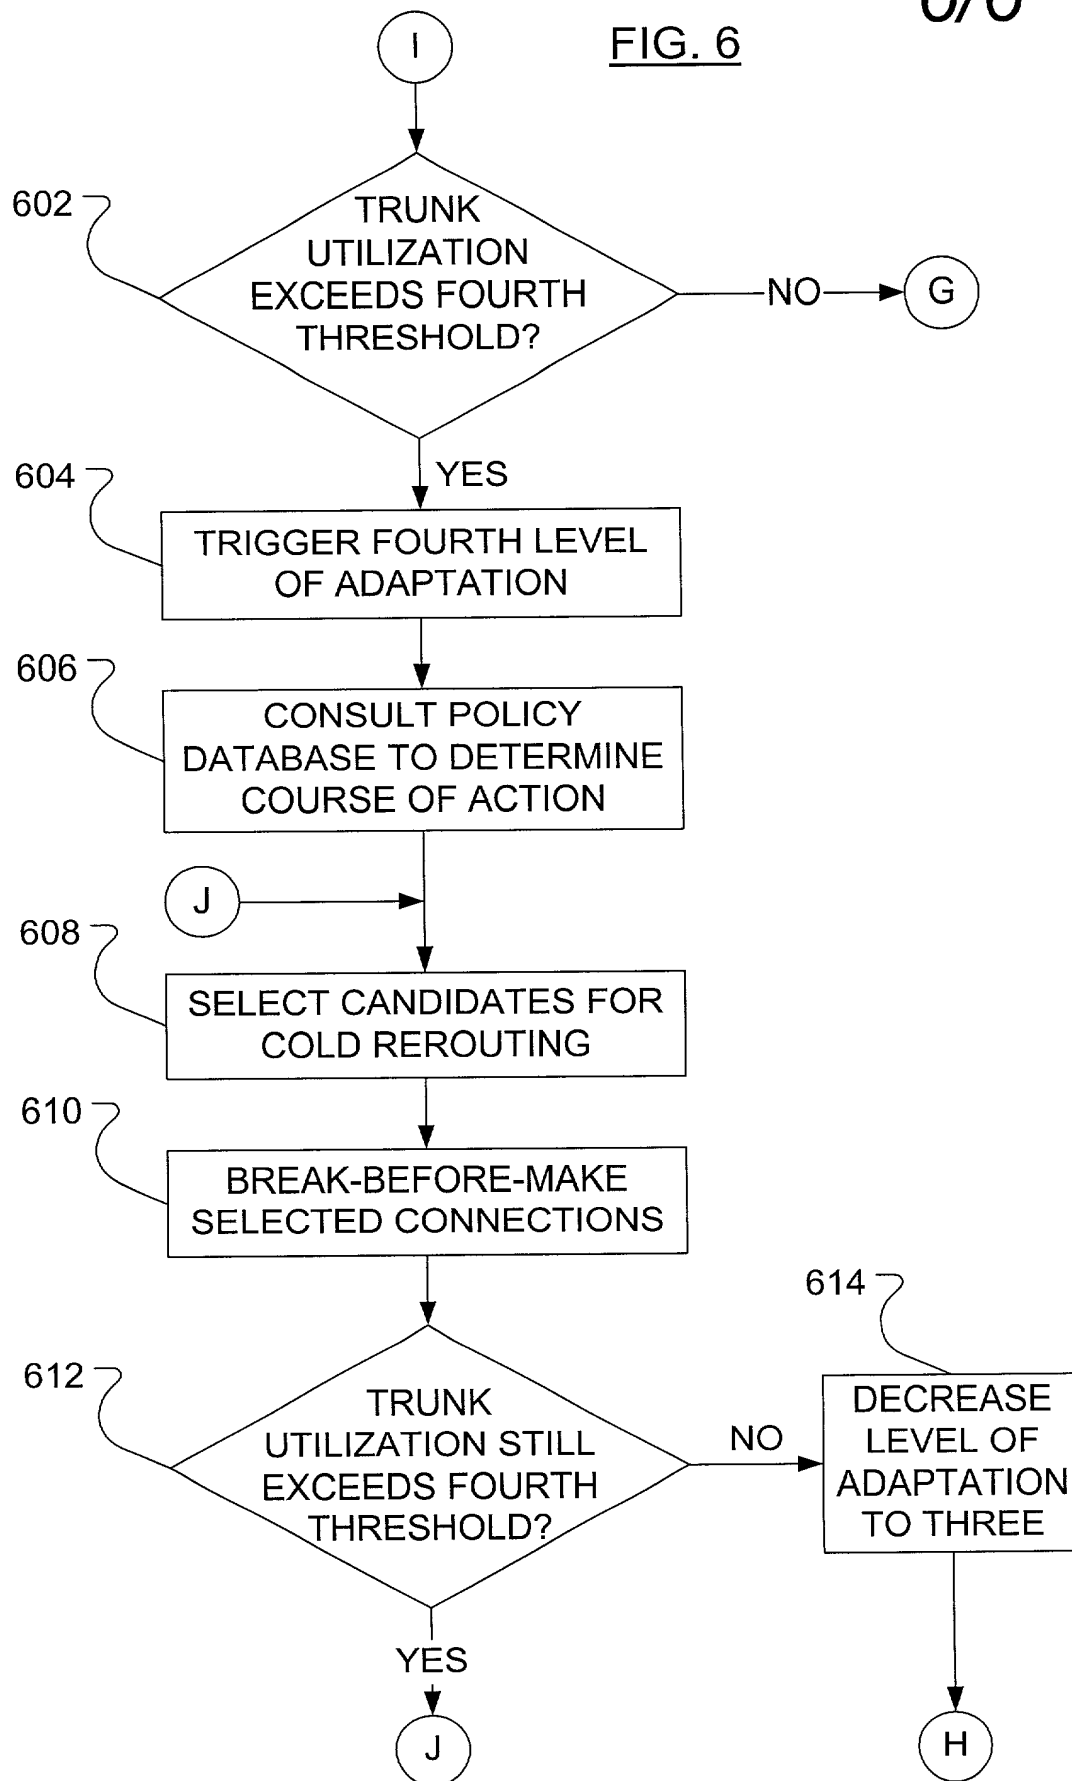 I
FIG. 6
602
TRUNK
UTILIZATION
EXCEEDS FOURTH
THRESHOLD?
NO
G
YES
604
TRIGGER FOURTH LEVEL
OF ADAPTATION
606
CONSULT POLICY
DATABASE TO DETERMINE
COURSE OF ACTION
J
608
SELECT CANDIDATES FOR
COLD REROUTING
610
BREAK-BEFORE-MAKE
SELECTED CONNECTIONS
612
TRUNK
UTILIZATION STILL
EXCEEDS FOURTH
THRESHOLD?
NO
614
DECREASE
LEVEL OF
ADAPTATION
TO THREE
YES
J
H